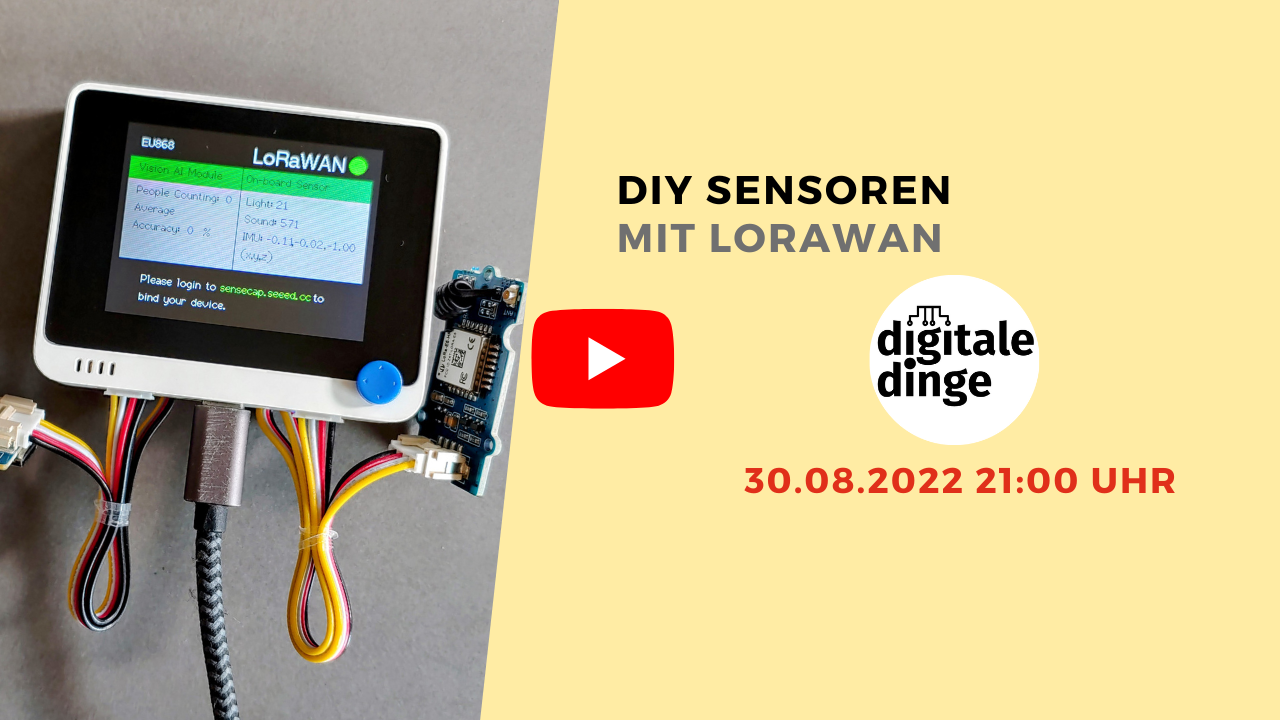 EU868
LoRaWAN
Vision AI Module
On-board Sensor
People Counting: 0
Average
Accuracy: 0 %
Light: 21
Sound: 571
IMU: -0.11-0.02,-1.00
(x,y,z)
Please login to sensecap.seeed.cc to
bind your device.
DIY SENSOREN
MIT LORAWAN
digitale
dinge
30.08.2022 21:00 UHR